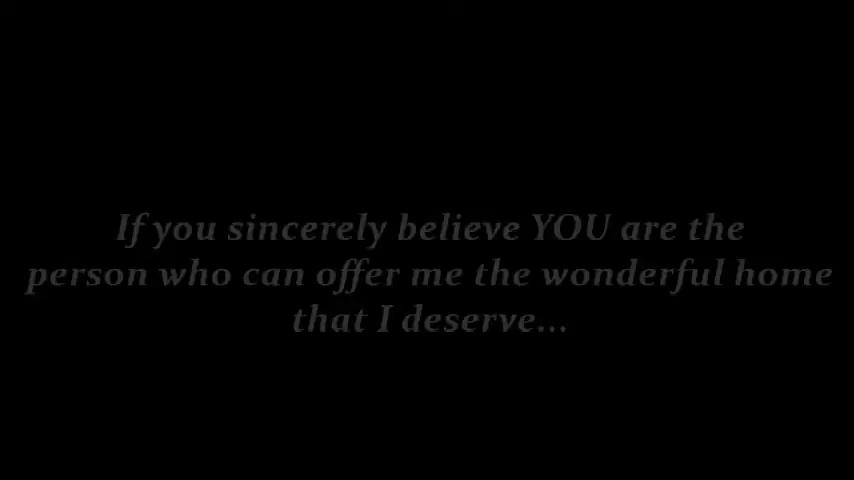 If you sincerely believe YOU are the
person who can offer me the wonderful home
that I deserve...